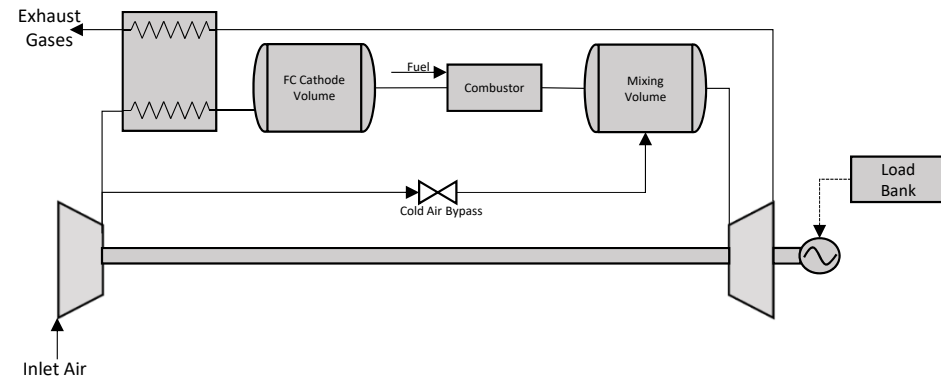 Exhaust
Gases
FC Cathode
Volume
Fuel
Combustor
Mixing
Volume
Cold Air Bypass
Load
Bank
Inlet Air